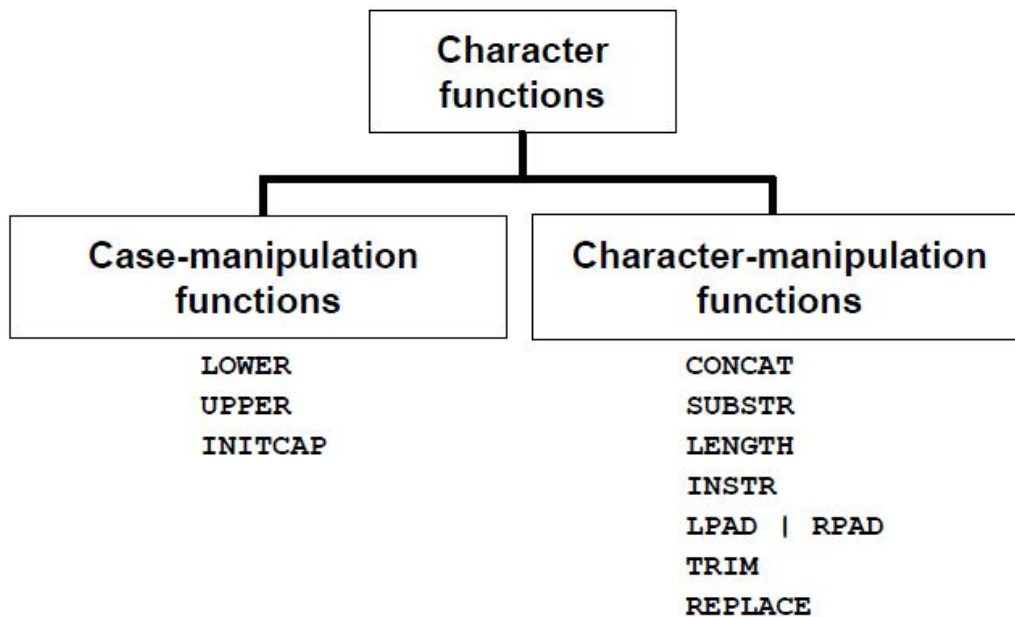 Character
functions
Case-manipulation
functions
Character-manipulation
functions
LOWER
UPPER
INITCAP
CONCAT
SUBSTR
LENGTH
INSTR
LPAD | RPAD
TRIM
REPLACE